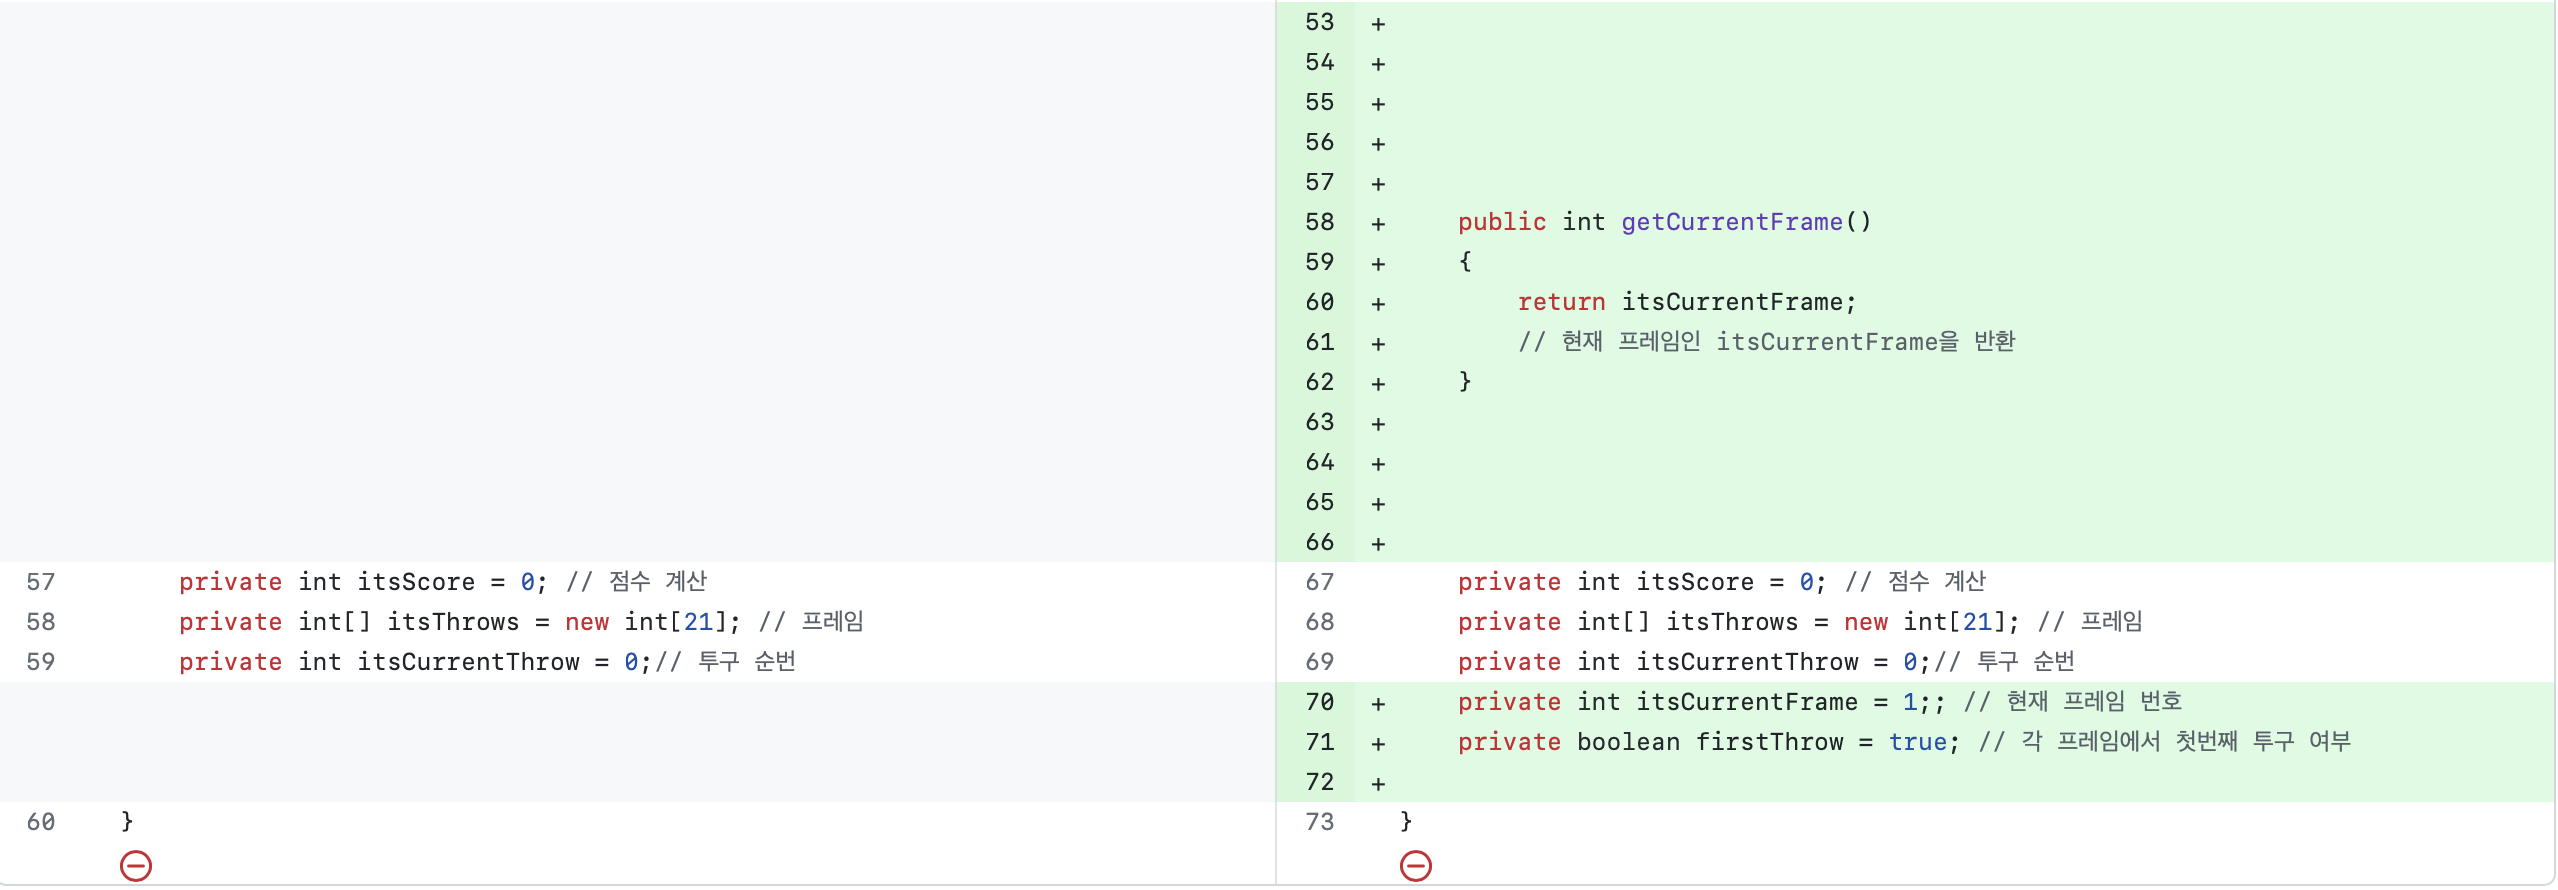 53 +
54 +
55 +
56 +
57 +
58 + public int getCurrentFrame()
59 + {
60 + return itsCurrentFrame;
61 + // 현재 프레임인 itsCurrentFrame을 반환
62 + }
63 +
64 +
65 +
66 +
57 private int itsScore = 0; // 점수 계산 67 private int itsScore = 0; // 점수 계산
58 private int[] itsThrows = new int[21]; // 프레임 68 private int[] itsThrows = new int[21]; // 프레임
59 private int itsCurrentThrow = 0;// 투구 순번 69 private int itsCurrentThrow = 0;// 투구 순번
70 + private int itsCurrentFrame = 1;; // 현재 프레임 번호
71 + private boolean firstThrow = true; // 각 프레임에서 첫번째 투구 여부
72 +
60 } 73 }